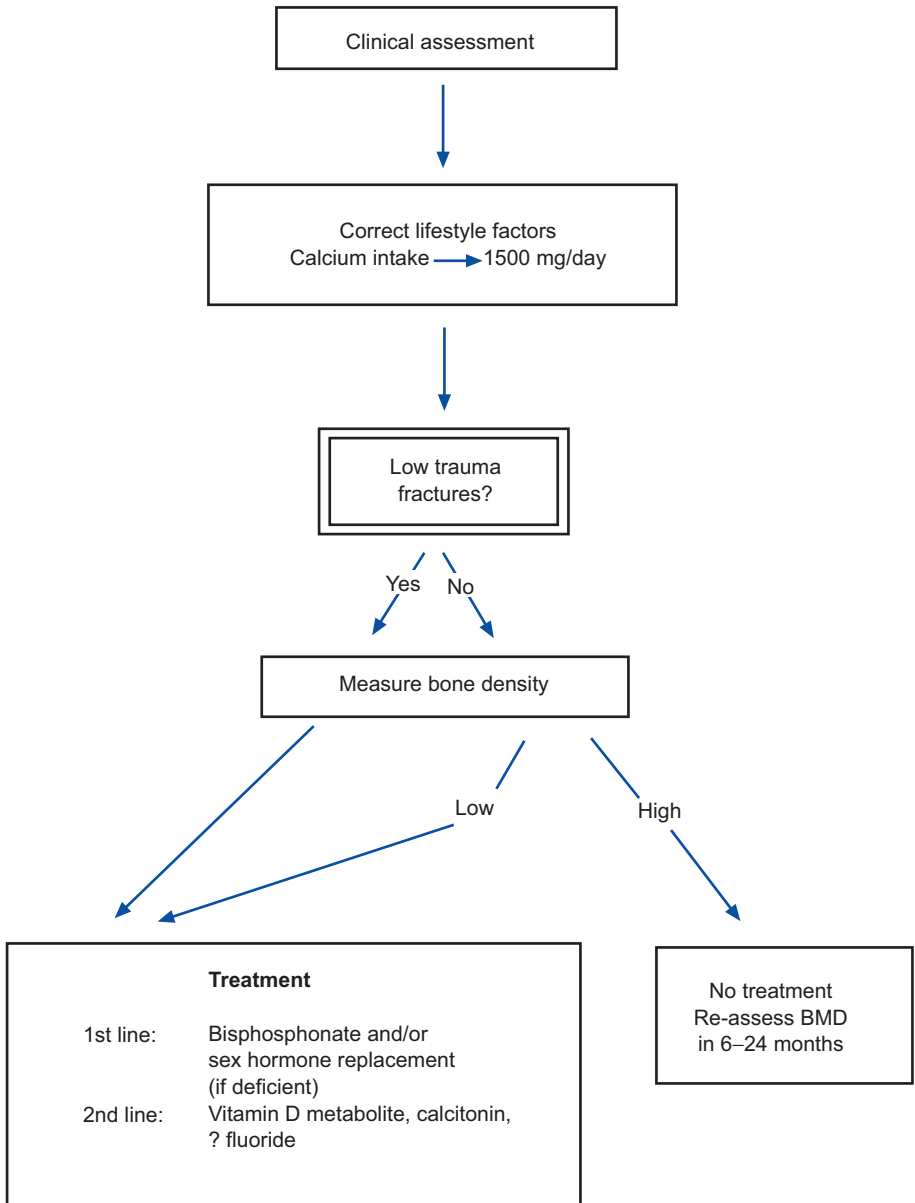 Clinical assessment
Correct lifestyle factors
Calcium intake → 1500 mg/day
Low trauma
fractures?
Yes No
Measure bone density
Low
High
Treatment
1st line: Bisphosphonate and/or
sex hormone replacement
(if deficient)
2nd line: Vitamin D metabolite, calcitonin,
? fluoride
No treatment
Re-assess BMD
in 6–24 months